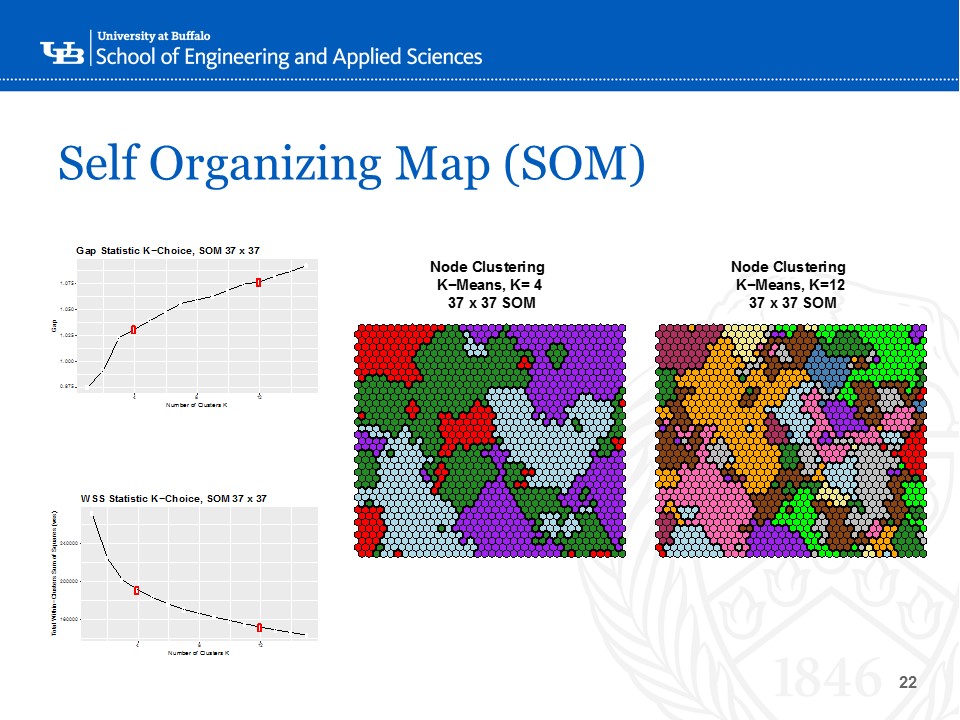 University at Buffalo
School of Engineering and Applied Sciences
Self Organizing Map (SOM)
Gap Statistic K−Choice, SOM 37 x 37
1.075
1.050
1.025
1.000
0.975
Gap
4
8
12
Number of Clusters K
WSS Statistic K−Choice, SOM 37 x 37
Total Within Clusters Sum of Squares (wss)
240000
200000
160000
4
8
12
Number of Clusters K
Node Clustering
K−Means, K= 4
37 x 37 SOM
Node Clustering
K−Means, K=12
37 x 37 SOM
1846
22